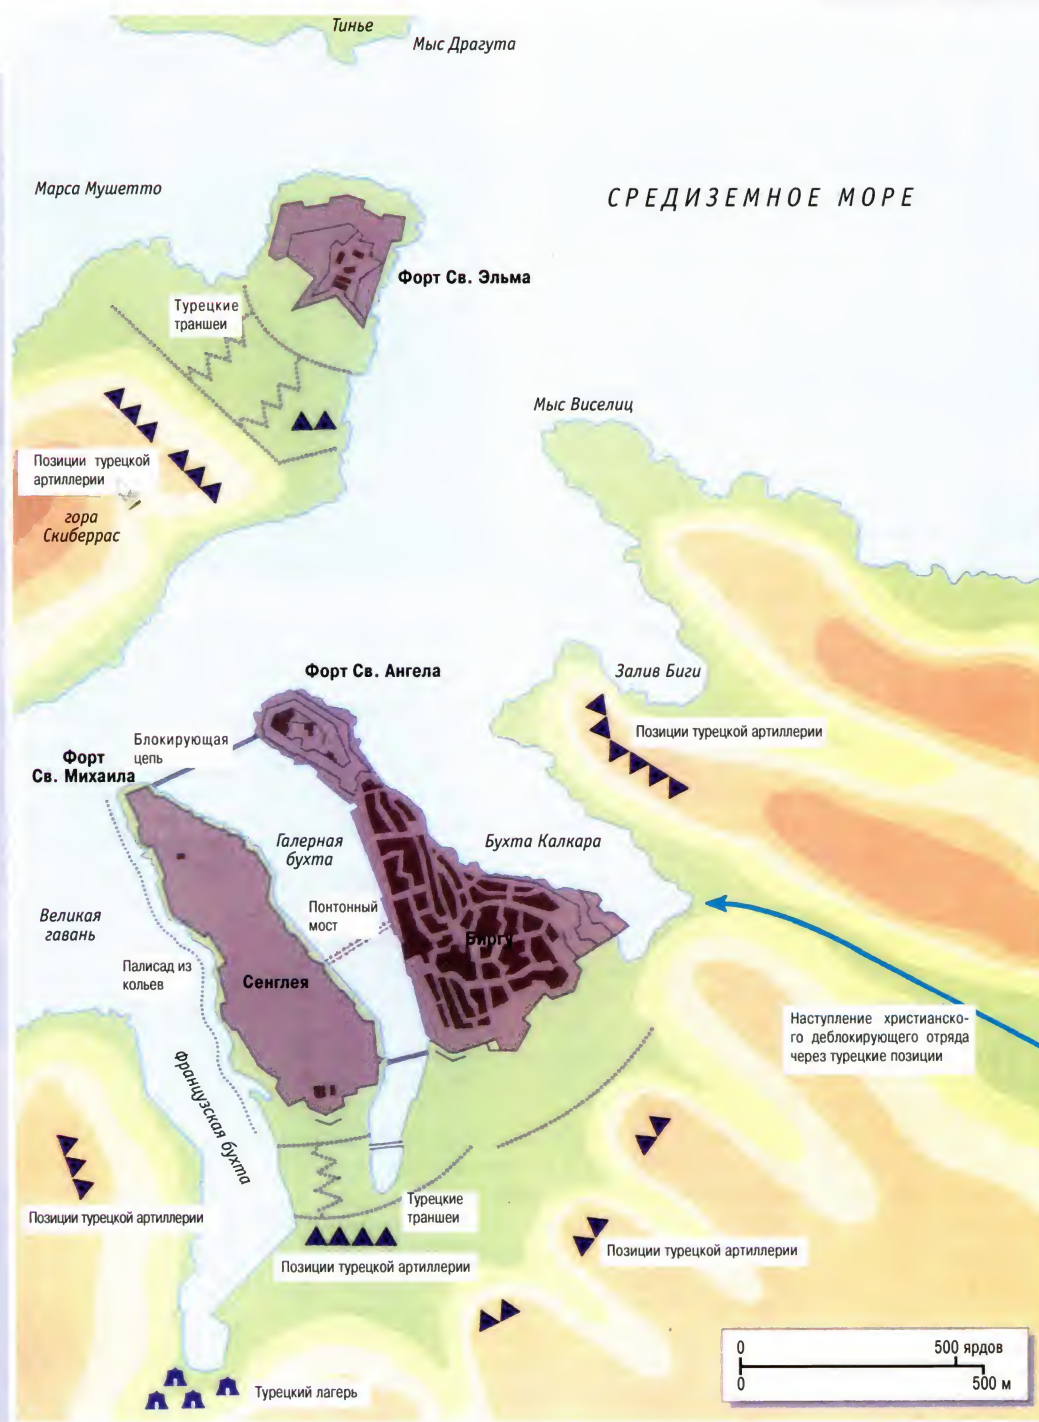 Тинье
Мыс Драгута
Марса Мушетто
СРЕДИЗЕМНОЕ МОРЕ
Форт Св. Эльма
Турецкие
траншеи
Мыс Виселиц
Позиции турецкой
артиллерии
гора
Скиберрас
Форт Св. Ангела
Залив Биги
Позиции турецкой артиллерии
Блокирующая
цепь
Форт
Св. Михаила
Галерная
бухта
Бухта Калкара
Понтонный
мост
Великая
гавань
Биргу
Палисад из
кольев
Сенглея
Наступление христианско-
го деблокирующего отряда
через турецкие позиции
Французская бухта
Турецкие
траншеи
Позиции турецкой артиллерии
Позиции турецкой артиллерии
Позиции турецкой артиллерии
Турецкий лагерь
0 500 ярдов
0 500 м